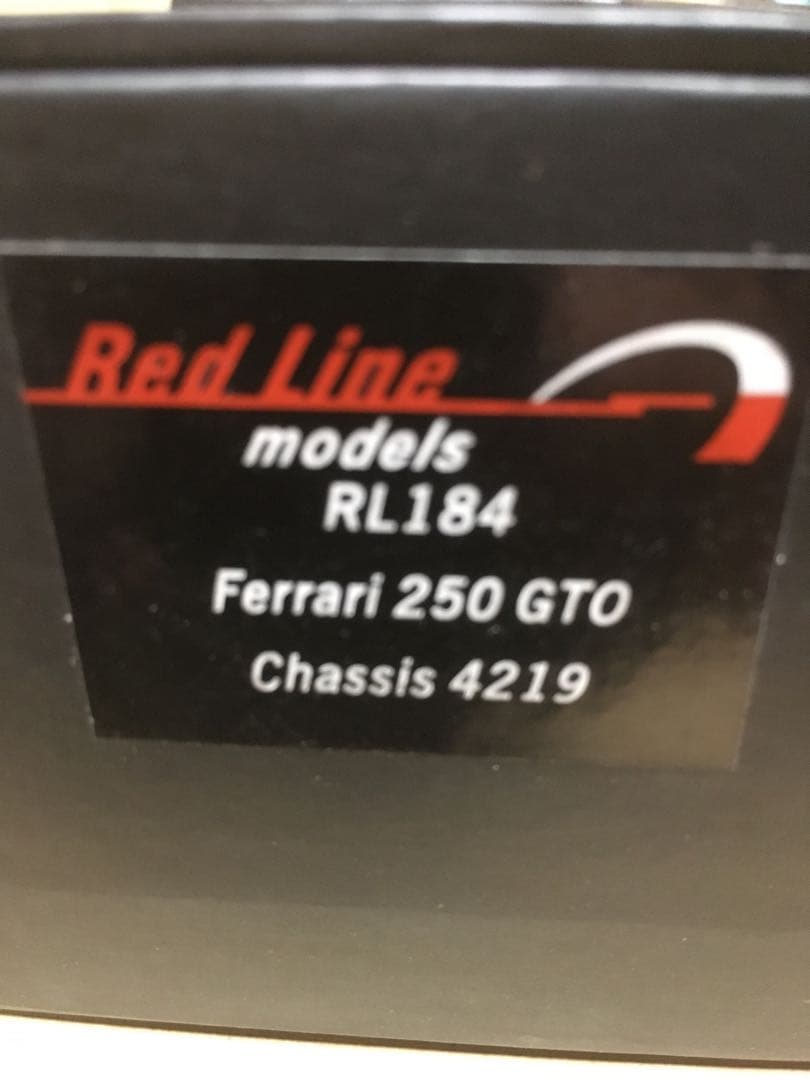 Red Line
models
RL184
Ferrari 250 GTO
Chassis 4219